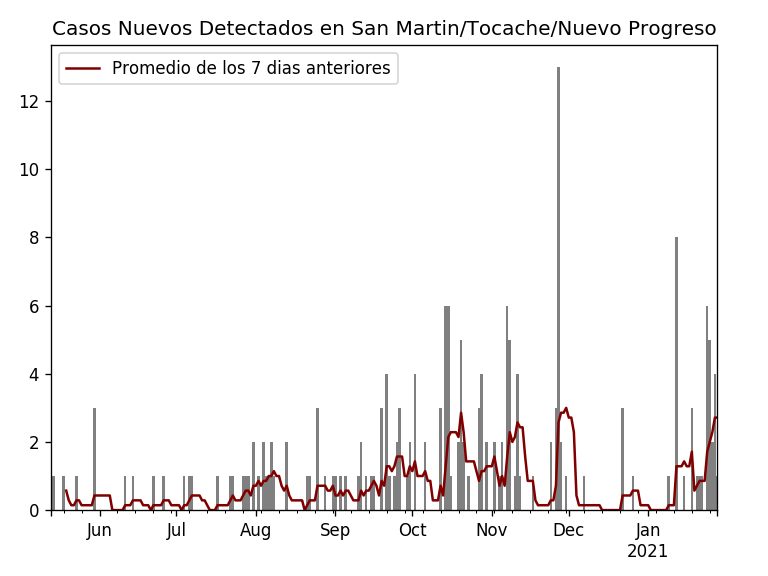 Casos Nuevos Detectados en San Martin/Tocache/Nuevo Progreso
Promedio de los 7 dias anteriores
12
10
8
6
4
2
0
Jun Jul Aug Sep Oct Nov Dec Jan
2021